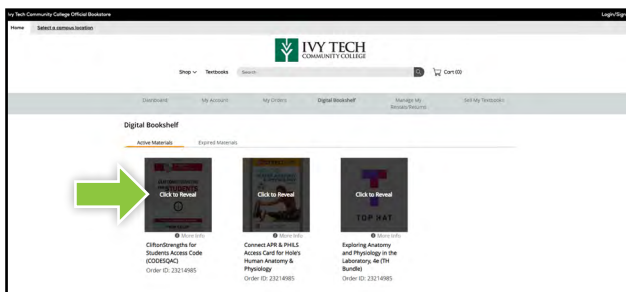 Ivy Tech Community College Official Bookstore
Login/Sign
Home Select a campus location
IVY TECH
COMMUNITY COLLEGE
Shop Textbooks Search Cart (0)
Dashboard My Account My Orders Digital Bookshelf Manage My Rentals/Returns Sell My Textbooks
Digital Bookshelf
Active Materials Expired Materials
STUDENTS
Click to Reveal
Click to Reveal
Click to Reveal
TOP HAT
More Info
More Info
More Info
CliftonStrengths for
Students Access Code
(CODESQAC)
Order ID: 23214985
Connect APR & PHILS
Access Card for Hole's
Human Anatomy &
Physiology
Order ID: 23214985
Exploring Anatomy
and Physiology in the
Laboratory, 4e (TH
Bundle)
Order ID: 23214985